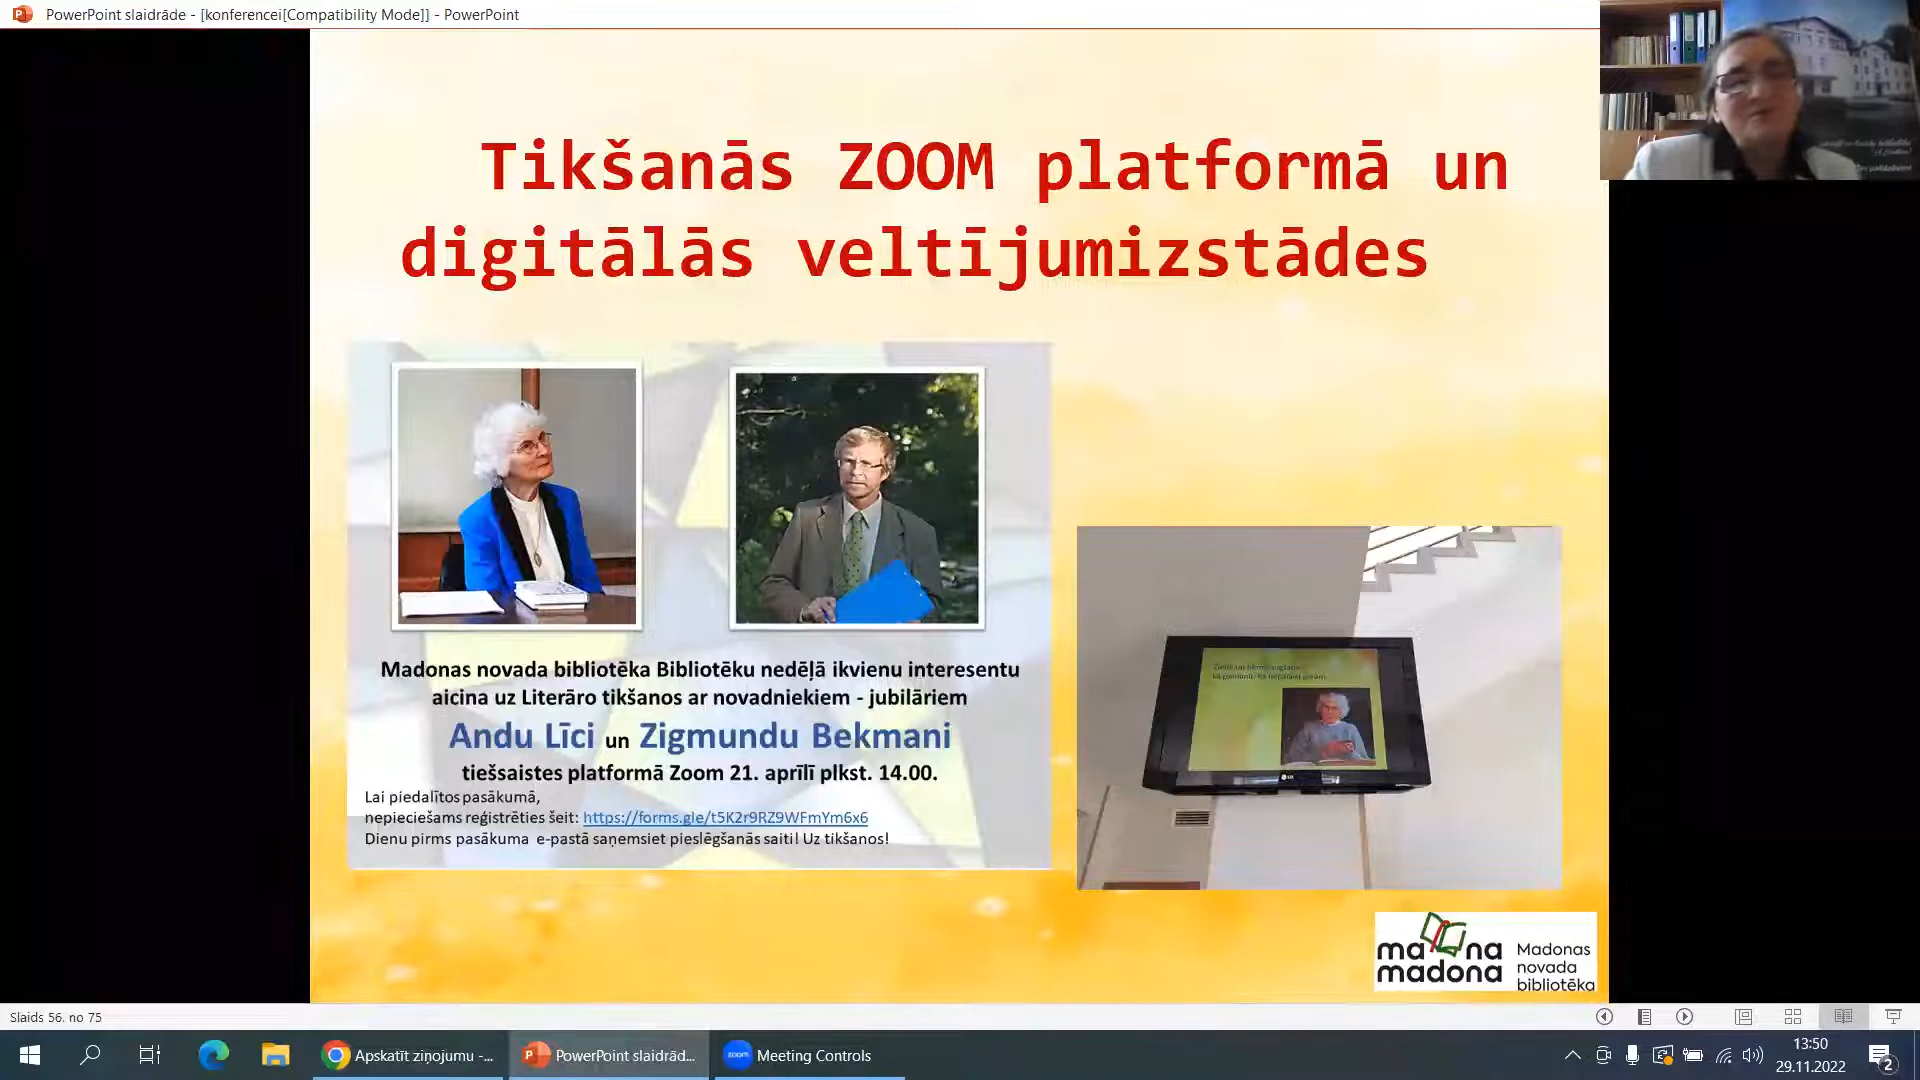 PowerPoint slaidrāde - [konferencei[Compatibility Mode]] - PowerPoint
Tikšanās ZOOM platformā un
digitālās veltījumizstādes
Madonas novada bibliotēka Bibliotēku nedēļā ikvienu interesentu
aicina uz Literāro tikšanos ar novadniekiem - jubilāriem
Andu Līci un Zigmundu Bekmani
tiešsaistes platformā Zoom 21. aprīlī plkst. 14.00.
Lai piedalītos pasākumā,
nepieciešams reģistrēties šeit: https://forms.gle/t5K2r9RZ9WFmYm6x6
Dienu pirms pasākuma e-pastā saņemsiet pieslēgšanās saiti! Uz tikšanos!
LG
ma na
madona
Madonas
novada
bibliotēka
Slaids 56. no 75
Apskatīt ziņojumu -...
PowerPoint slaidrād...
zoom
Meeting Controls
13:50
29.11.2022
2